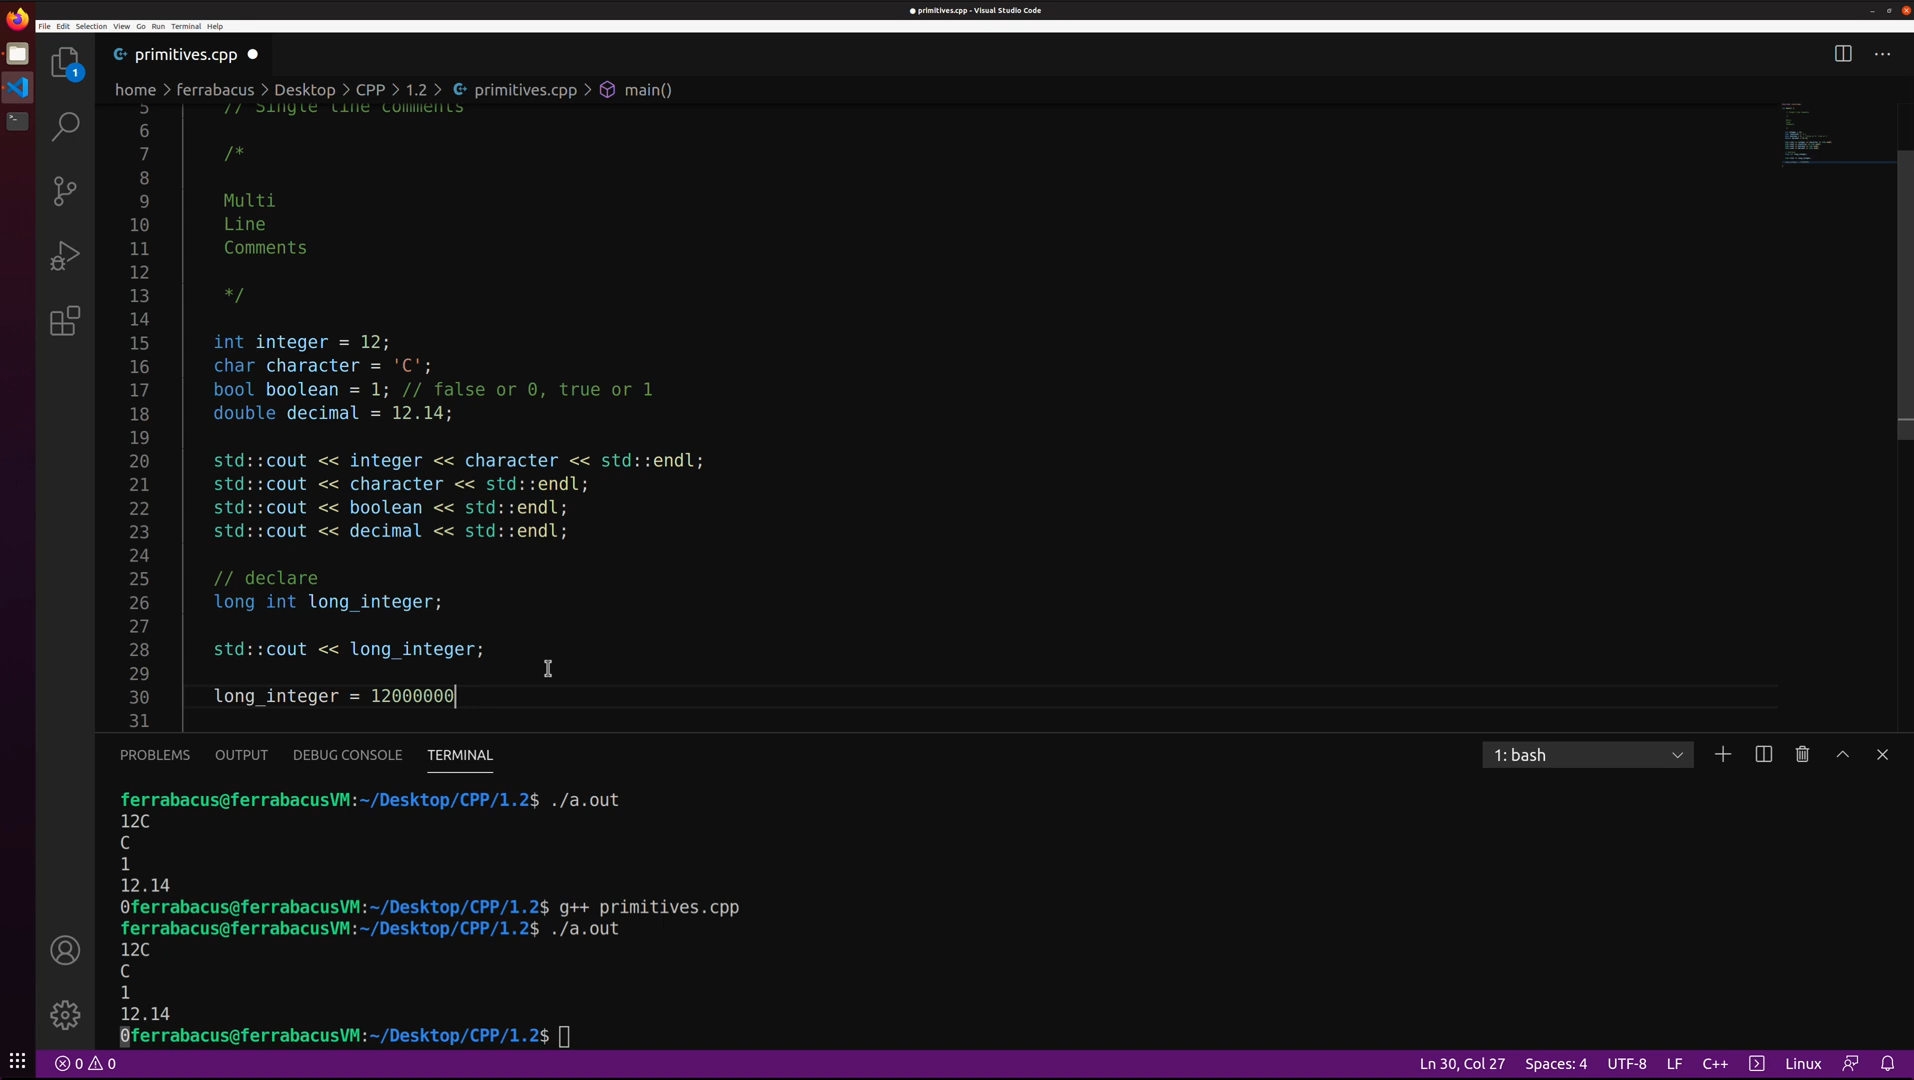 primitives.cpp - Visual Studio Code
File Edit Selection View Go Run Terminal Help
primitives.cpp
1
home > ferrabacus > Desktop > CPP > 1.2 > primitives.cpp > main()
5 // Single line comments
6
7 /*
8
9 Multi
10 Line
11 Comments
12
13 */
14
15 int integer = 12;
16 char character = 'C';
17 bool boolean = 1; // false or 0, true or 1
18 double decimal = 12.14;
19
20 std::cout << integer << character << std::endl;
21 std::cout << character << std::endl;
22 std::cout << boolean << std::endl;
23 std::cout << decimal << std::endl;
24
25 // declare
26 long int long_integer;
27
28 std::cout << long_integer;
29
30 long_integer = 12000000
31
PROBLEMS OUTPUT DEBUG CONSOLE TERMINAL 1: bash
ferrabacus@ferrabacusVM:~/Desktop/CPP/1.2$ ./a.out
12C
C
1
12.14
0ferrabacus@ferrabacusVM:~/Desktop/CPP/1.2$ g++ primitives.cpp
ferrabacus@ferrabacusVM:~/Desktop/CPP/1.2$ ./a.out
12C
C
1
12.14
0ferrabacus@ferrabacusVM:~/Desktop/CPP/1.2$
0 0 Ln 30, Col 27 Spaces: 4 UTF-8 LF C++ Linux